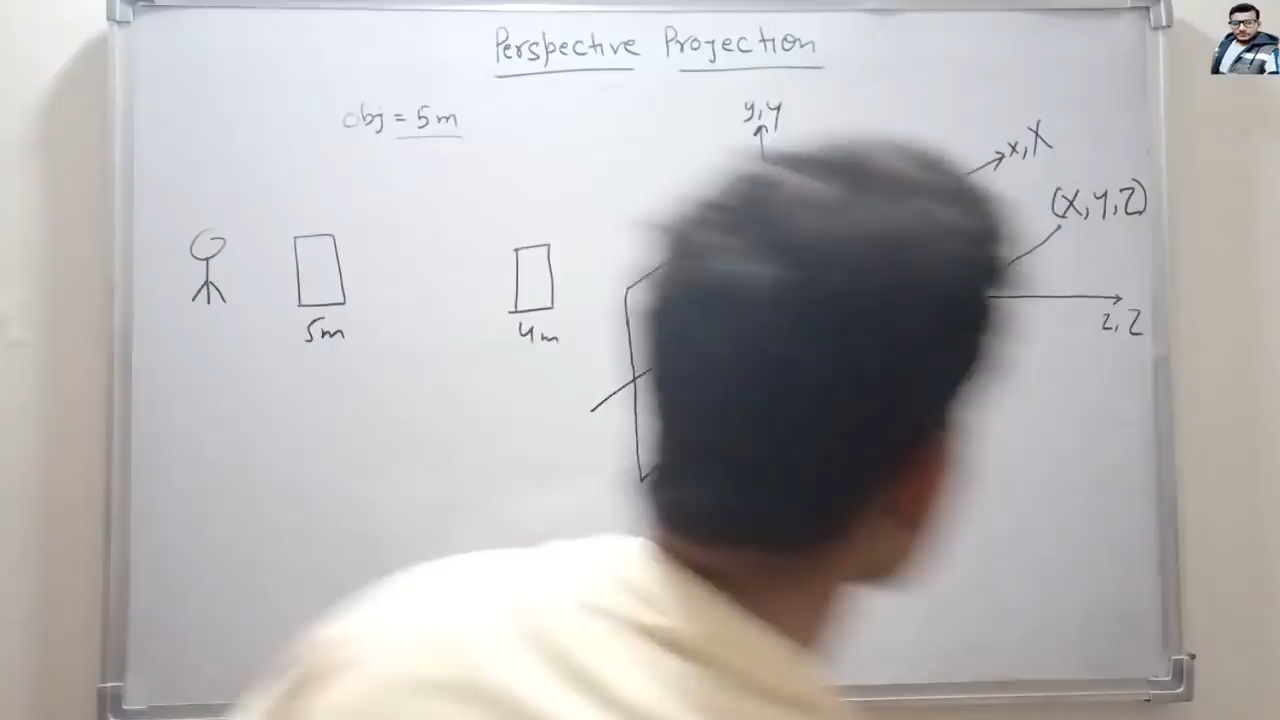 Perspective Projection
obj = 5m
y, y
x, X
(X, Y, Z)
z, Z
5m
4m